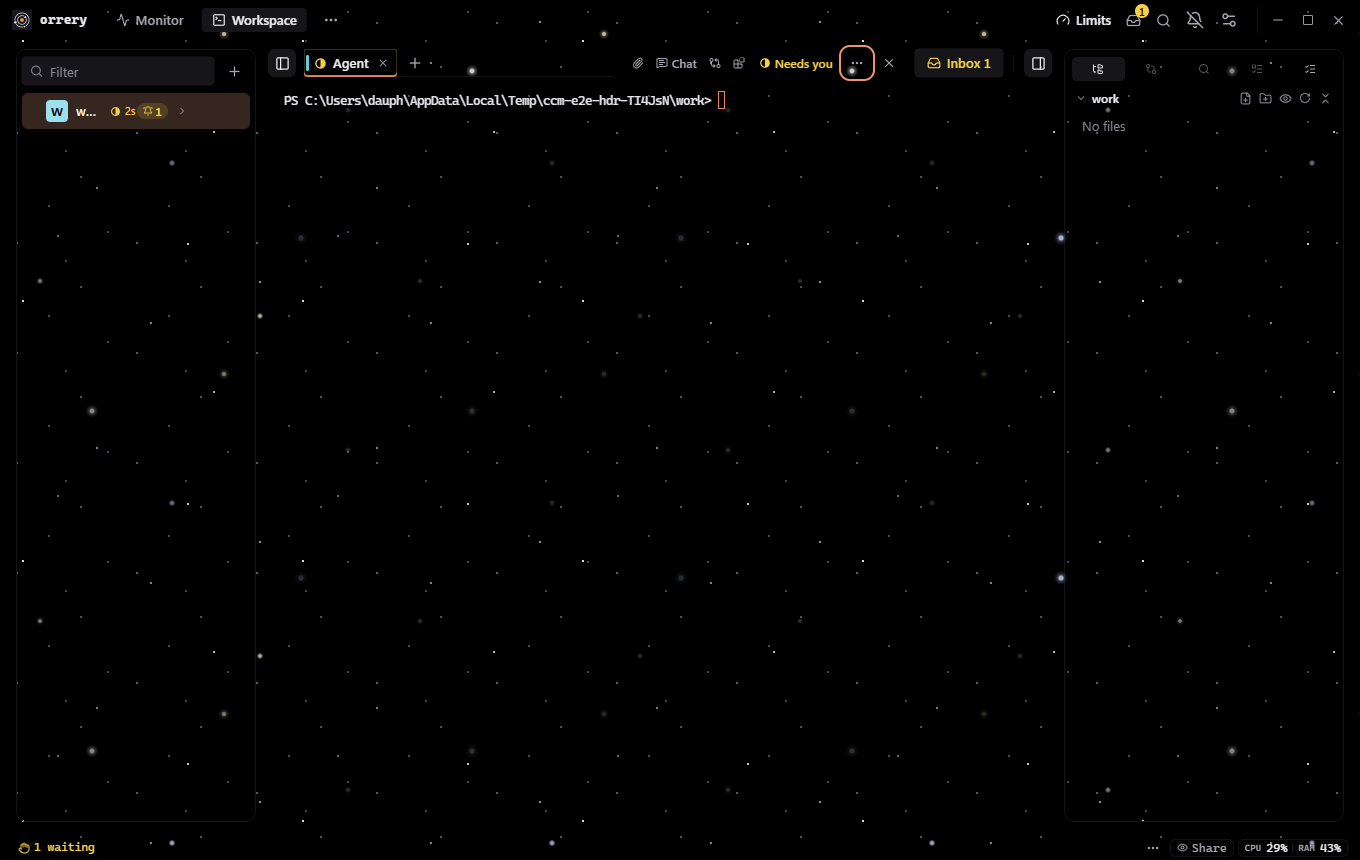 orrery Monitor Workspace Limits 1
Filter Agent Chat Needs you Inbox 1
W w... 2s 1
PS C:\Users\dauph\AppData\Local\Temp\ccm-e2e-hdr-TI4JsN\work>
work
No files
1 waiting Share CPU 29% RAM 43%